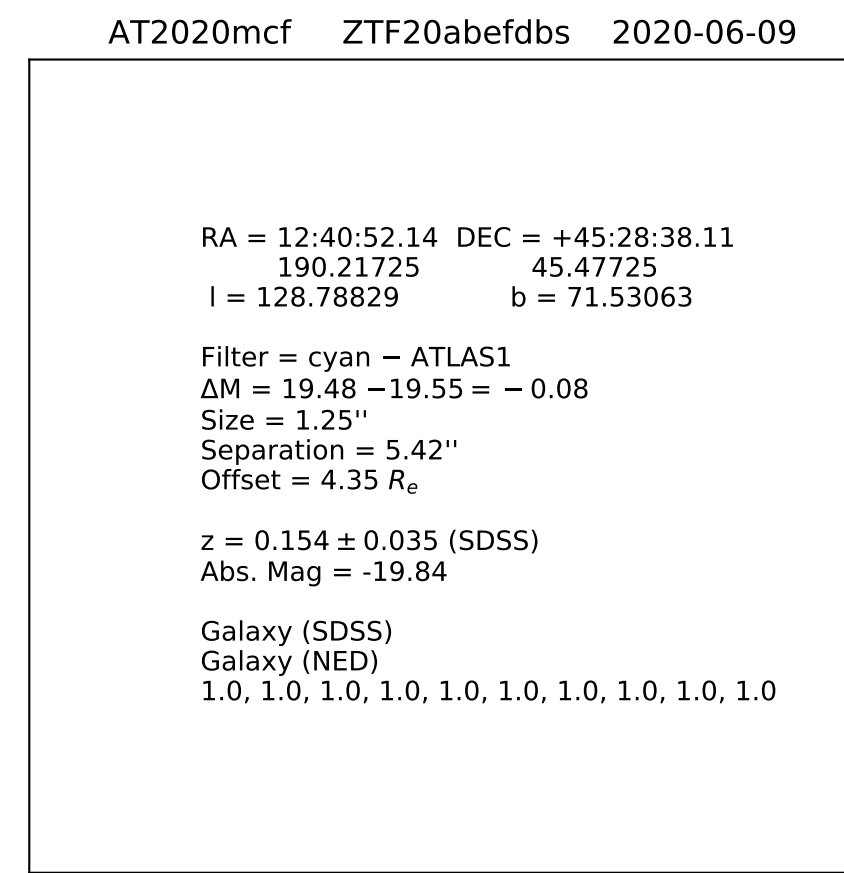 AT2020mcf ZTF20abefdbs 2020-06-09
RA = 12:40:52.14 DEC = +45:28:38.11
190.21725 45.47725
l = 128.78829 b = 71.53063
Filter = cyan − ATLAS1
ΔM = 19.48 −19.55 = − 0.08
Size = 1.25''
Separation = 5.42''
Offset = 4.35 Rₑ
z = 0.154 ± 0.035 (SDSS)
Abs. Mag = -19.84
Galaxy (SDSS)
Galaxy (NED)
1.0, 1.0, 1.0, 1.0, 1.0, 1.0, 1.0, 1.0, 1.0, 1.0